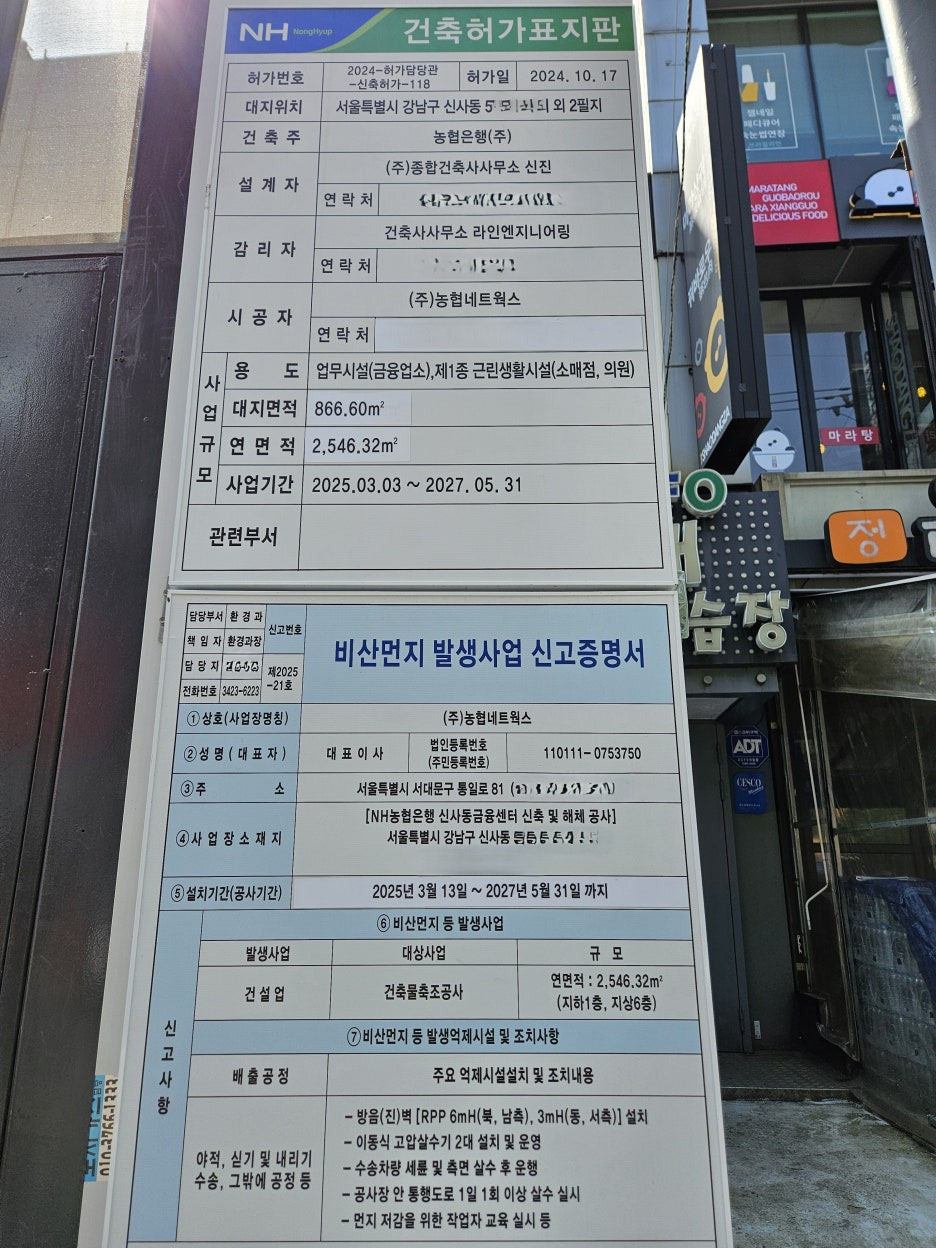 NH NongHyup 건축허가표지판
허가번호 2024-허가담당관 -신축허가-118 허가일 2024. 10. 17
대지위치 서울특별시 강남구 신사동 외 2필지
건축주 농협은행(주)
설계자 (주)종합건축사사무소 신진
연락처
감리자 건축사사무소 라인엔지니어링
연락처
시공자 (주)농협네트웍스
연락처
사업규모
용도 업무시설(금융업소),제1종 근린생활시설(소매점, 의원)
대지면적 866.60㎡
연면적 2,546.32㎡
사업기간 2025.03.03 ~ 2027. 05. 31
관련부서
담당부서 환경과 신고번호
책임자 환경과장
담당자 제2025
전화번호 3423-6223 -21호
비산먼지 발생사업 신고증명서
①상호(사업장명칭) (주)농협네트웍스
②성명(대표자) 대표이사 법인등록번호 (주민등록번호) 110111-0753750
③주소 서울특별시 서대문구 통일로 81
④사업장소재지 [NH농협은행 신사동금융센터 신축 및 해체 공사]
서울특별시 강남구 신사동
⑤설치기간(공사기간) 2025년 3월 13일 ~ 2027년 5월 31일 까지
신고사항
⑥비산먼지 등 발생사업
발생사업 대상사업 규모
건설업 건축물축조공사 연면적 : 2,546.32㎡
(지하1층, 지상6층)
⑦비산먼지 등 발생억제시설 및 조치사항
배출공정 주요 억제시설설치 및 조치내용
야적, 싣기 및 내리기
수송, 그밖에 공정 등
- 방음(진)벽 [RPP 6mH(북, 남측), 3mH(동, 서측)] 설치
- 이동식 고압살수기 2대 설치 및 운영
- 수송차량 세륜 및 측면 살수 후 운행
- 공사장 안 통행도로 1일 1회 이상 살수 실시
- 먼지 저감을 위한 작업자 교육 실시 등
젤네일
패디큐어
속눈썹연장
MARATANG
GUOBAOROU
MARA XIANGGUO
DELICIOUS FOOD
마라탕
정
습장
ADT
CESCO